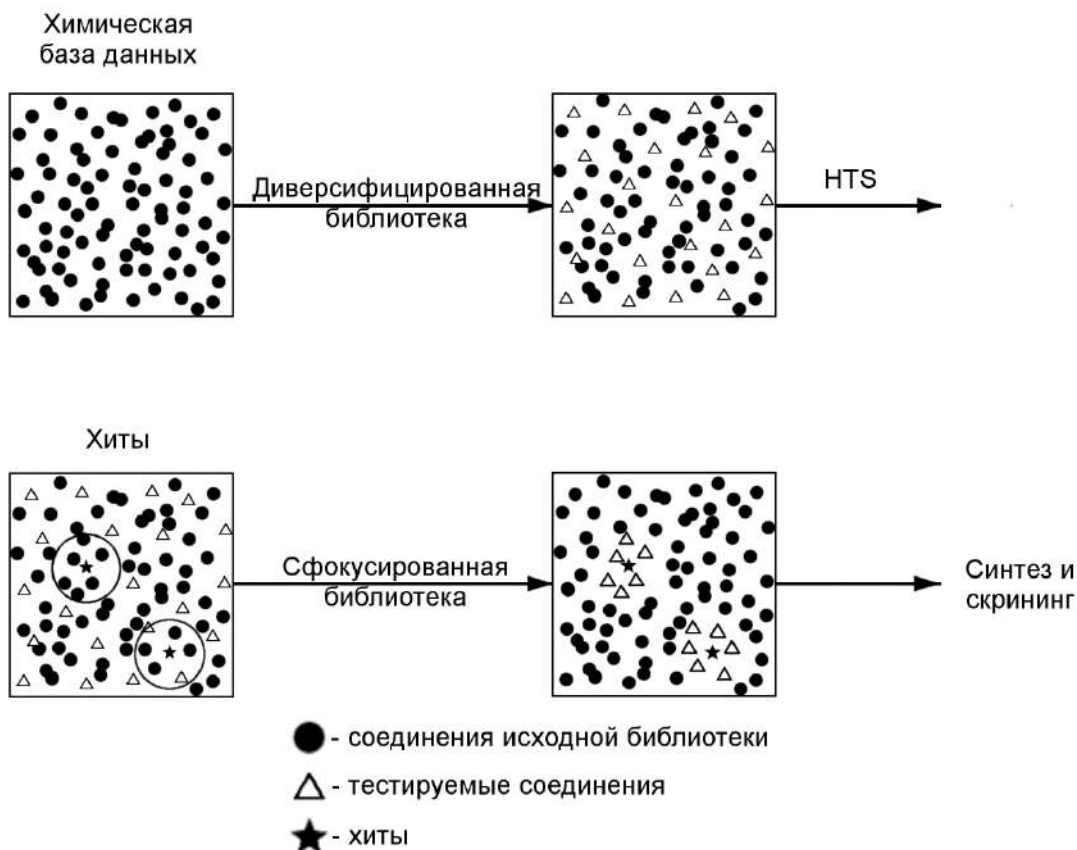 Химическая
база данных
Диверсифицированная
библиотека
HTS
Хиты
Сфокусированная
библиотека
Синтез и
скрининг
- соединения исходной библиотеки
- тестируемые соединения
- хиты